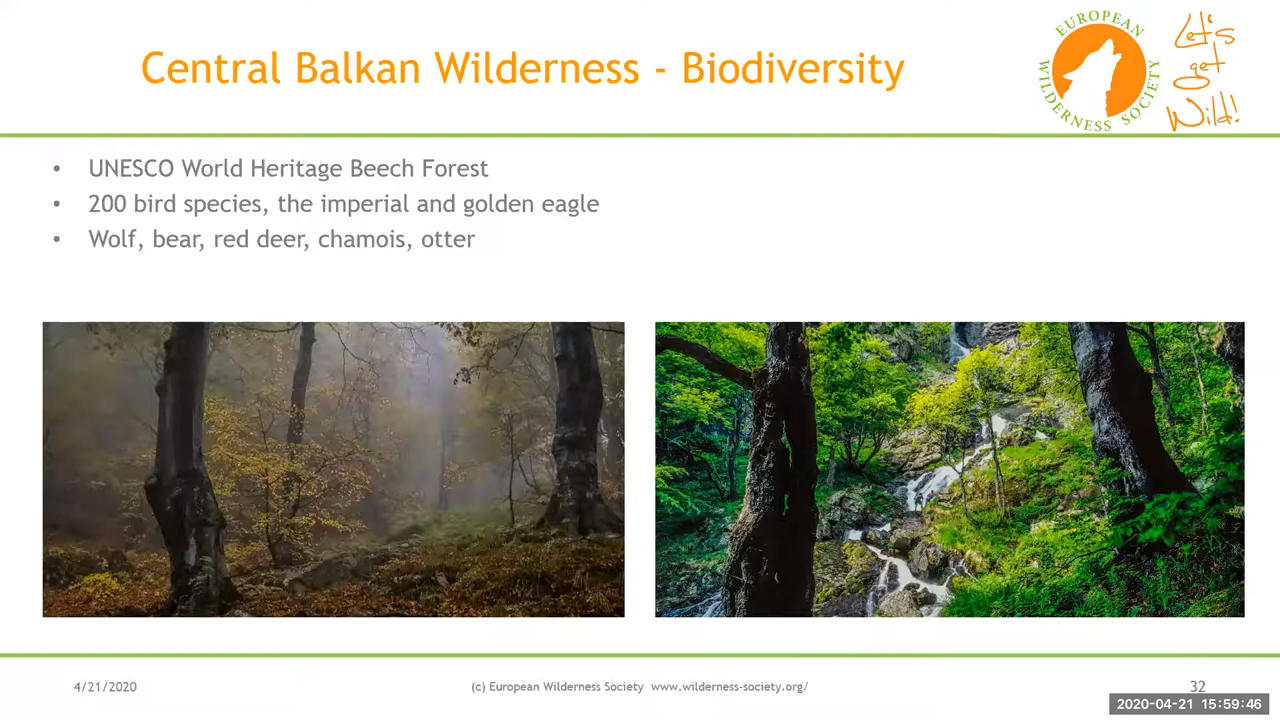 Central Balkan Wilderness - Biodiversity
EUROPEAN
WILDERNESS SOCIETY
Let's
get
Wild!
• UNESCO World Heritage Beech Forest
• 200 bird species, the imperial and golden eagle
• Wolf, bear, red deer, chamois, otter
4/21/2020
(c) European Wilderness Society www.wilderness-society.org/
32
2020-04-21 15:59:46